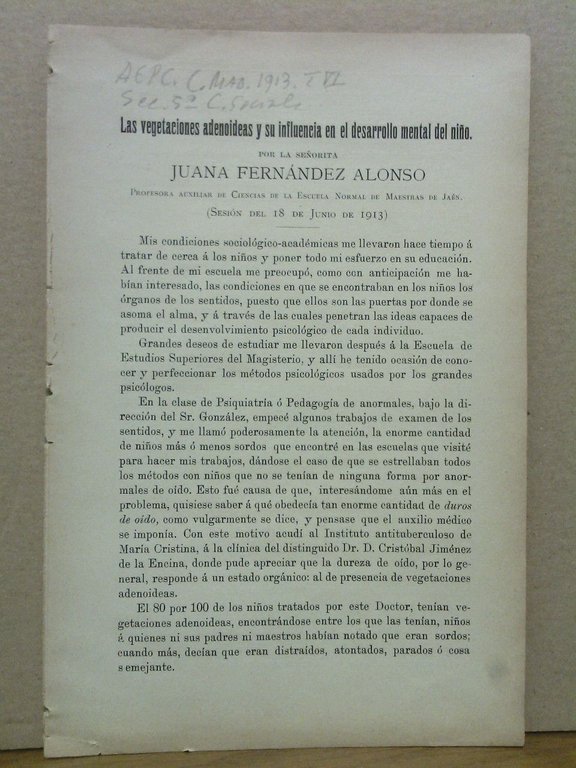 AGPC. C. Mad. 1913. T VI
Sec. 5ª C. Sociale
Las vegetaciones adenoideas y su influencia en el desarrollo mental del niño.
POR LA SEÑORITA
JUANA FERNÁNDEZ ALONSO
Profesora auxiliar de Ciencias de la Escuela Normal de Maestras de Jaén.
(Sesión del 18 de Junio de 1913)
Mis condiciones sociológico-académicas me llevaron hace tiempo á
tratar de cerca á los niños y poner todo mi esfuerzo en su educación.
Al frente de mi escuela me preocupó, como con anticipación me ha-
bían interesado, las condiciones en que se encontraban en los niños los
órganos de los sentidos, puesto que ellos son las puertas por donde se
asoma el alma, y á través de las cuales penetran las ideas capaces de
producir el desenvolvimiento psicológico de cada individuo.
Grandes deseos de estudiar me llevaron después á la Escuela de
Estudios Superiores del Magisterio, y allí he tenido ocasión de cono-
cer y perfeccionar los métodos psicológicos usados por los grandes
psicólogos.
En la clase de Psiquiatría ó Pedagogía de anormales, bajo la di-
rección del Sr. González, empecé algunos trabajos de examen de los
sentidos, y me llamó poderosamente la atención, la enorme cantidad
de niños más ó menos sordos que encontré en las escuelas que visité
para hacer mis trabajos, dándose el caso de que se estrellaban todos
los métodos con niños que no se tenían de ninguna forma por anor-
males de oído. Esto fué causa de que, interesándome aún más en el
problema, quisiese saber á qué obedecía tan enorme cantidad de duros
de oído, como vulgarmente se dice, y pensase que el auxilio médico
se imponía. Con este motivo acudí al Instituto antituberculoso de
María Cristina, á la clínica del distinguido Dr. D. Cristóbal Jiménez
de la Encina, donde pude apreciar que la dureza de oído, por lo ge-
neral, responde á un estado orgánico: al de presencia de vegetaciones
adenoideas.
El 80 por 100 de los niños tratados por este Doctor, tenían ve-
getaciones adenoideas, encontrándose entre los que las tenían, niños
á quienes ni sus padres ni maestros habían notado que eran sordos;
cuando más, decían que eran distraídos, atontados, parados ó cosa
semejante.